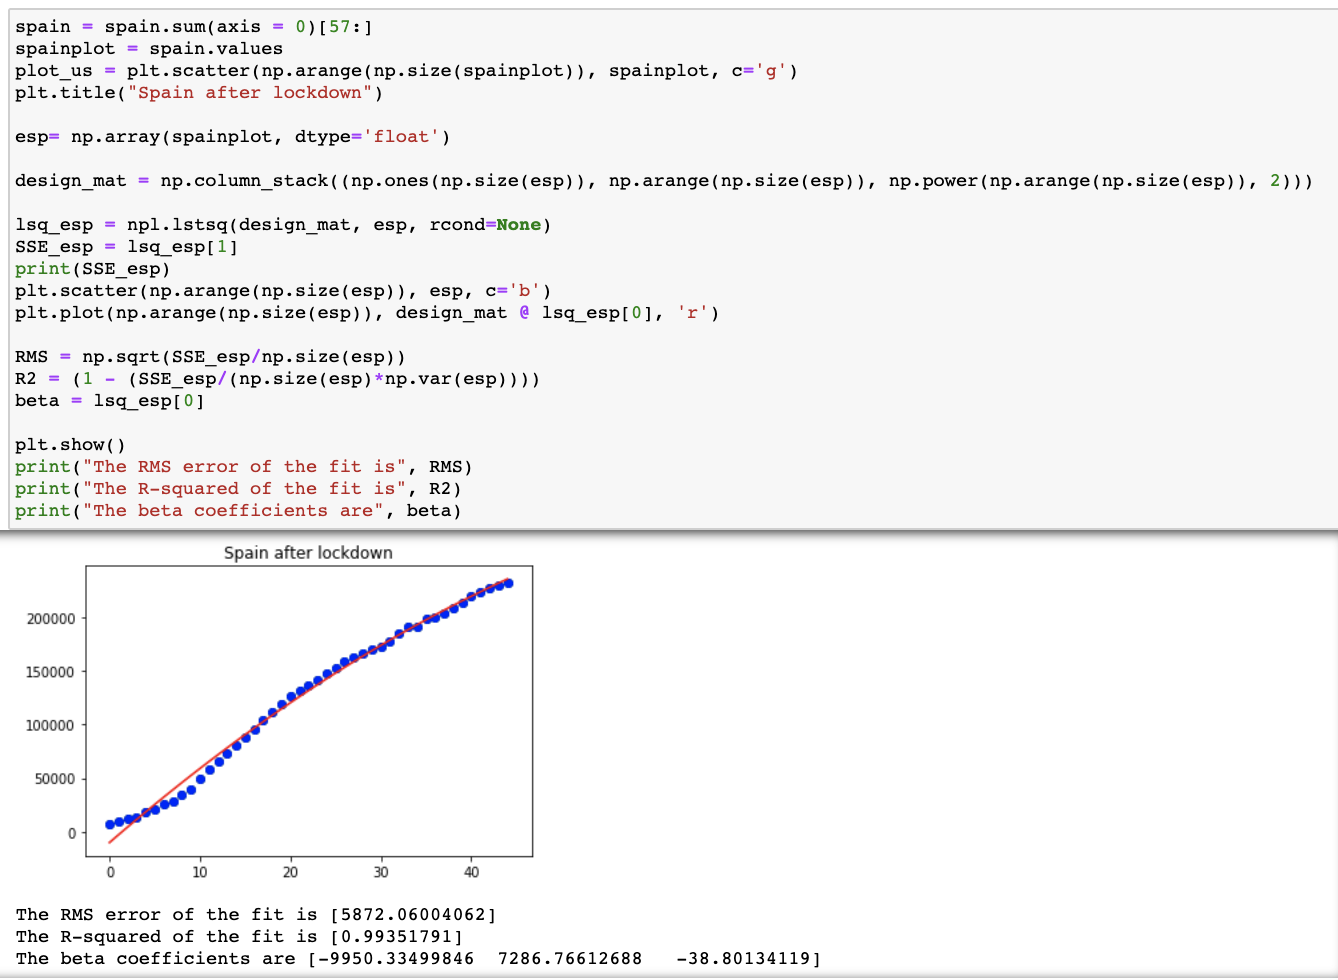 spain = spain.sum(axis = 0)[57:]
spainplot = spain.values
plot_us = plt.scatter(np.arange(np.size(spainplot)), spainplot, c='g')
plt.title("Spain after lockdown")
esp= np.array(spainplot, dtype='float')
design_mat = np.column_stack((np.ones(np.size(esp)), np.arange(np.size(esp)), np.power(np.arange(np.size(esp)), 2)))
lsq_esp = npl.lstsq(design_mat, esp, rcond=None)
SSE_esp = lsq_esp[1]
print(SSE_esp)
plt.scatter(np.arange(np.size(esp)), esp, c='b')
plt.plot(np.arange(np.size(esp)), design_mat @ lsq_esp[0], 'r')
RMS = np.sqrt(SSE_esp/np.size(esp))
R2 = (1 - (SSE_esp/(np.size(esp)*np.var(esp))))
beta = lsq_esp[0]
plt.show()
print("The RMS error of the fit is", RMS)
print("The R-squared of the fit is", R2)
print("The beta coefficients are", beta)
Spain after lockdown
200000
150000
100000
50000
0
0 10 20 30 40
The RMS error of the fit is [5872.06004062]
The R-squared of the fit is [0.99351791]
The beta coefficients are [-9950.33499846  7286.76612688   -38.80134119]